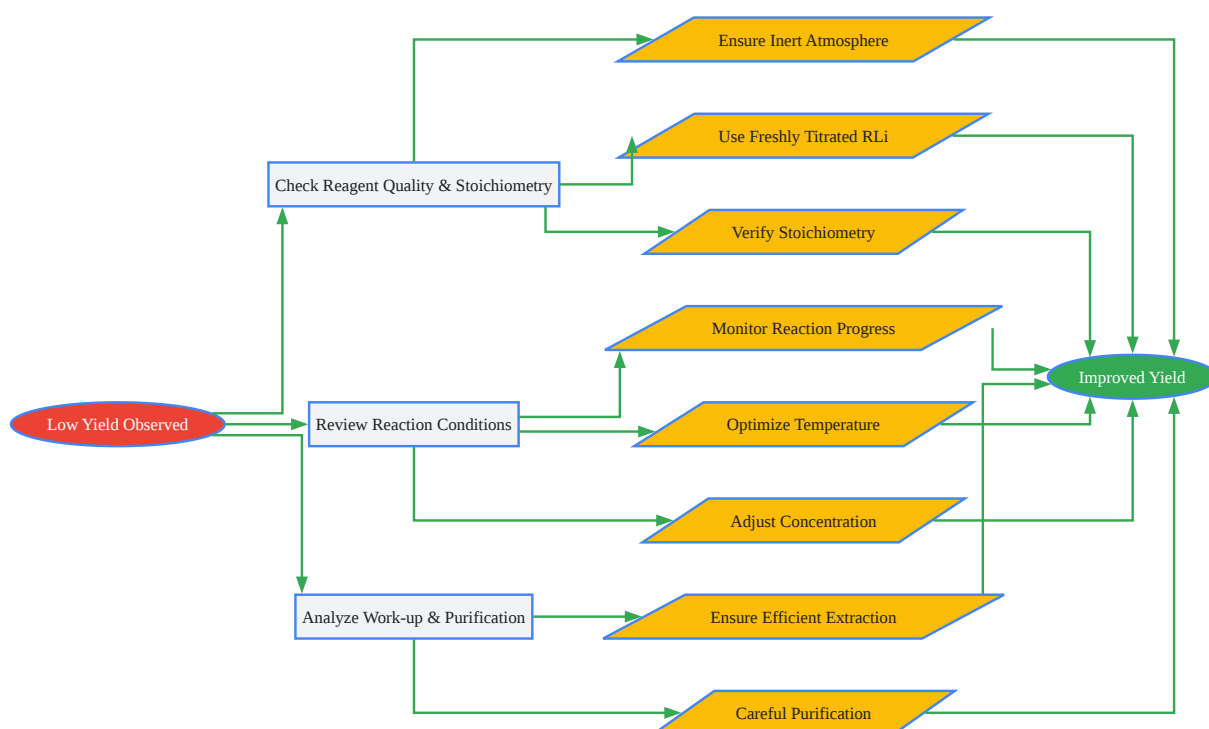 Low Yield Observed
Check Reagent Quality & Stoichiometry
Review Reaction Conditions
Analyze Work-up & Purification
Ensure Inert Atmosphere
Use Freshly Titrated RLi
Verify Stoichiometry
Monitor Reaction Progress
Optimize Temperature
Adjust Concentration
Ensure Efficient Extraction
Careful Purification
Improved Yield